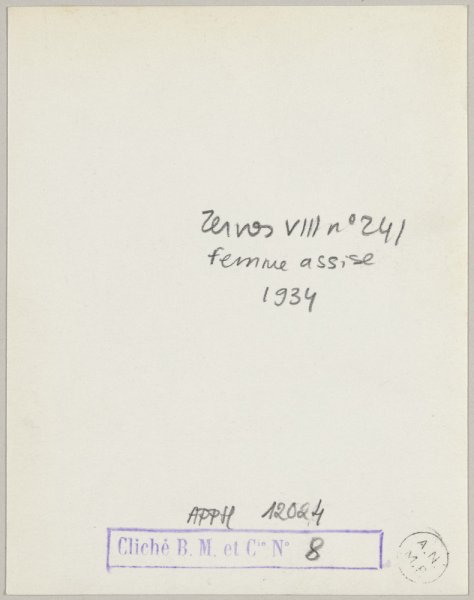 Zervos VIII n° 241
femme assise
1934
APPH 12024
Cliché B. M. et Cie N° 8
A.N
M.P